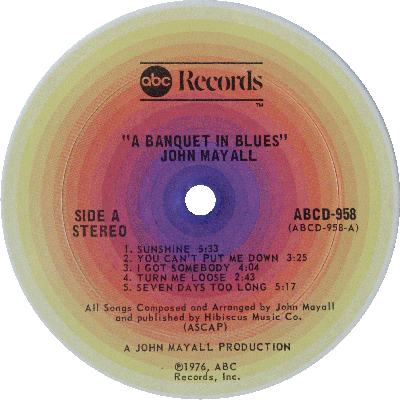 abc Records
™
"A BANQUET IN BLUES"
JOHN MAYALL
SIDE A
STEREO
ABCD-958
(ABCD-958-A)
1. SUNSHINE 5:33
2. YOU CAN'T PUT ME DOWN 3:25
3. I GOT SOMEBODY 4:04
4. TURN ME LOOSE 2:43
5. SEVEN DAYS TOO LONG 5:17
All Songs Composed and Arranged by John Mayall
and published by Hibiscus Music Co.
(ASCAP)
A JOHN MAYALL PRODUCTION
℗1976, ABC
Records, Inc.